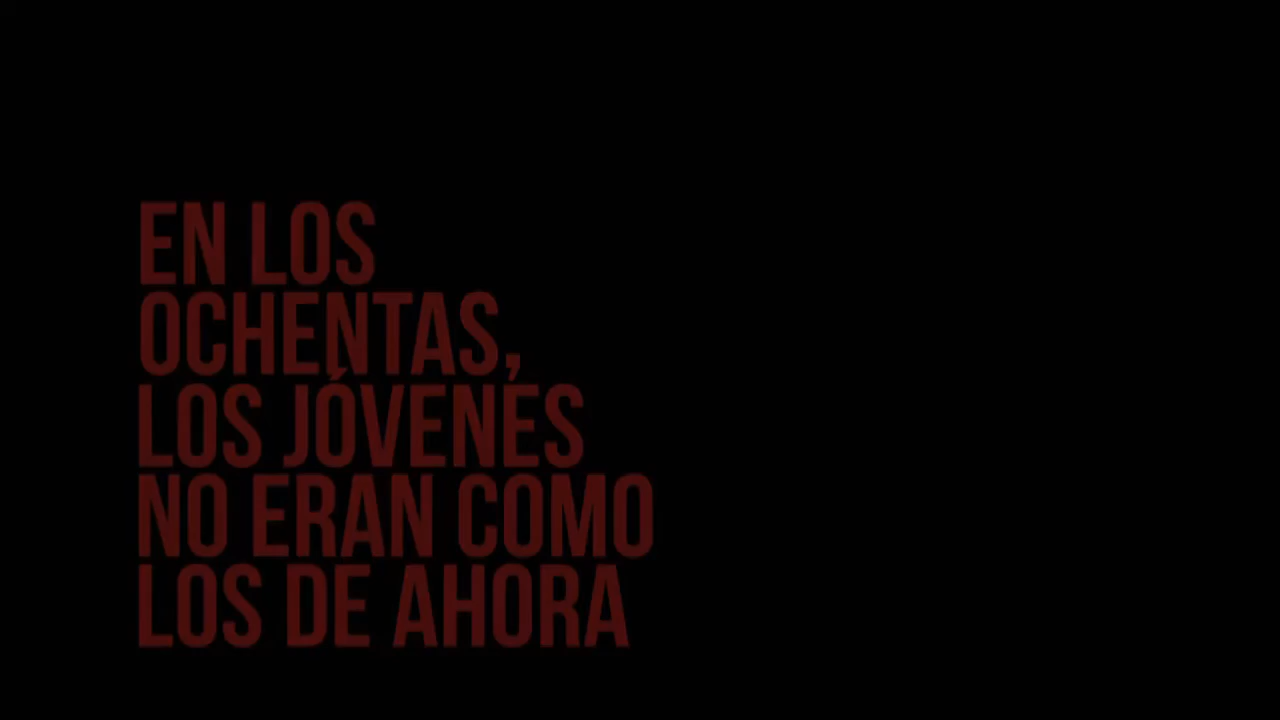 EN LOS
OCHENTAS,
LOS JÓVENES
NO ERAN COMO
LOS DE AHORA